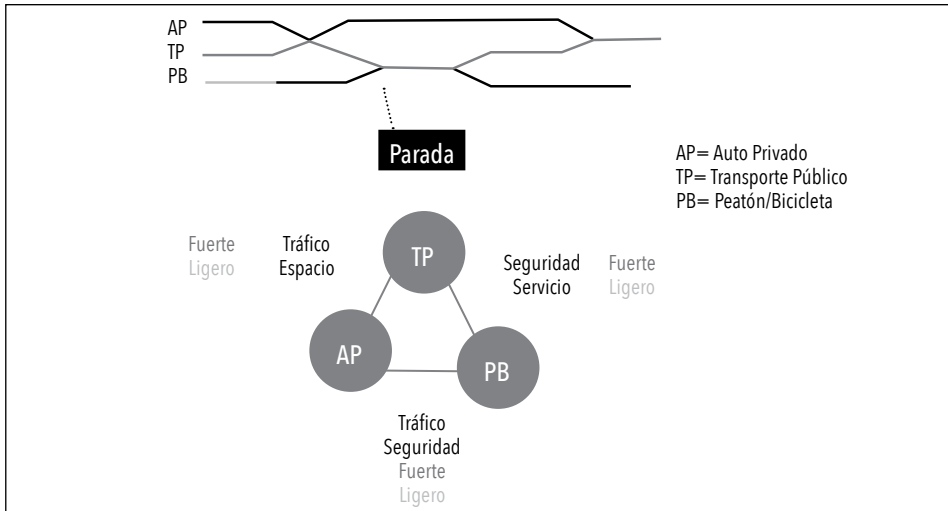 AP
TP
PB
Parada
AP= Auto Privado
TP= Transporte Público
PB= Peatón/Bicicleta
Fuerte
Ligero
Tráfico
Espacio
TP
Seguridad
Servicio
Fuerte
Ligero
AP
PB
Tráfico
Seguridad
Fuerte
Ligero